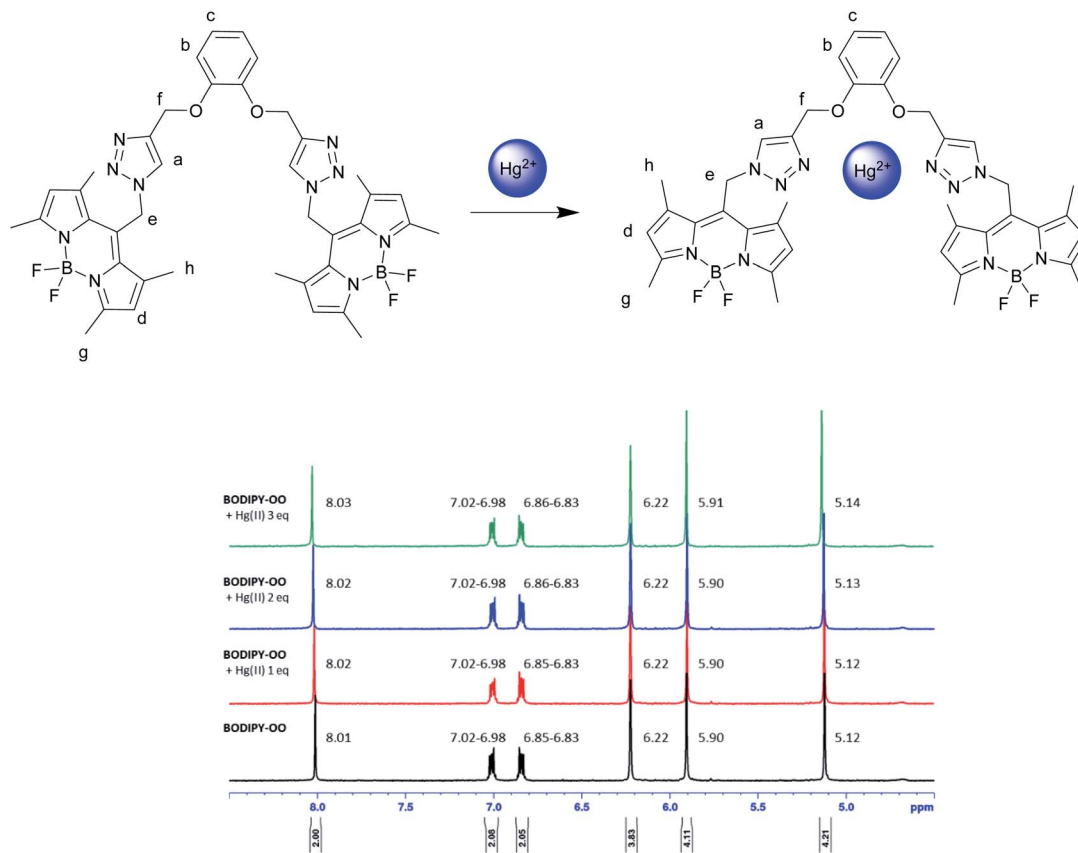 c
b
f
O
O
N
N
N
a
N
N
N
e
N
B
F
F
N
h
d
g
N
B
F
F
N
Hg2+
c
b
f
O
O
a
h
e
N
N
N
Hg2+
N
N
N
d
N
B
N
F
F
g
N
B
N
F
F
BODIPY-OO
+ Hg(II) 3 eq
8.03 7.02-6.98 6.86-6.83 6.22 5.91 5.14
BODIPY-OO
+ Hg(II) 2 eq
8.02 7.02-6.98 6.86-6.83 6.22 5.90 5.13
BODIPY-OO
+ Hg(II) 1 eq
8.02 7.02-6.98 6.85-6.83 6.22 5.90 5.12
BODIPY-OO
8.01 7.02-6.98 6.85-6.83 6.22 5.90 5.12
8.0 7.5 7.0 6.5 6.0 5.5 5.0 ppm
2.00 2.08 2.05 3.83 4.11 4.21